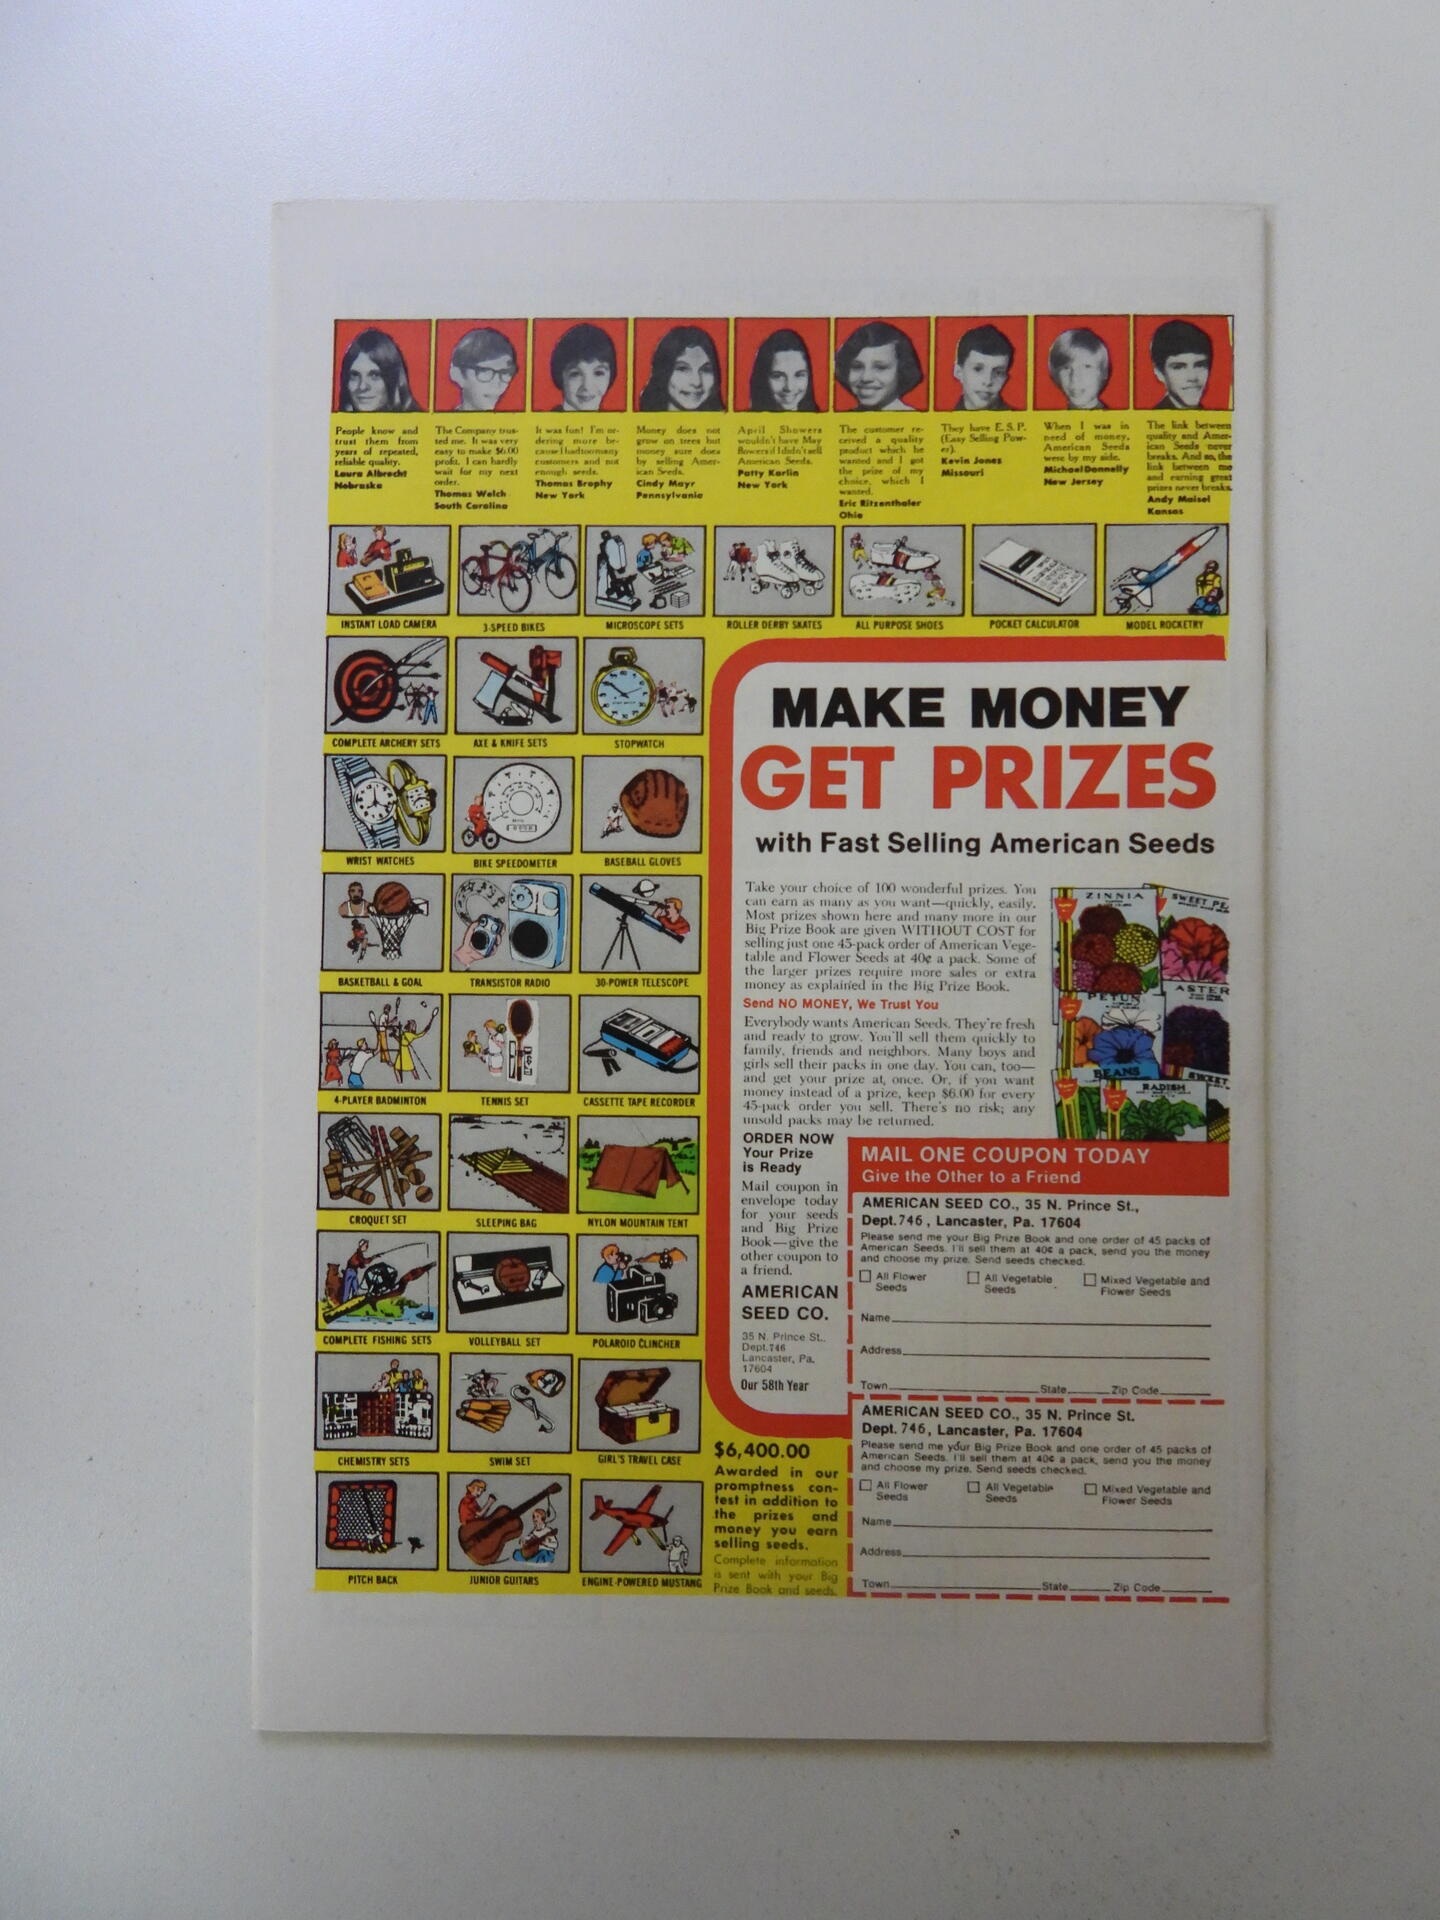 People know and
trust them from
years of repeated,
reliable quality.
Laura Albrecht
Nebraska
The Company trus-
ted me. It was very
easy to make $6.00
profit. I can hardly
wait for my next
order.
Thomas Welch
South Carolina
It was fun! I'm or-
dering more be-
cause I had too many
customers and not
enough seeds.
Thomas Brophy
New York
Money does not
grow on trees but
money sure does
by selling Amer-
ican Seeds.
Cindy Mayr
Pennsylvania
April Showers
wouldn't have May
flowers if I didn't sell
American Seeds.
Patty Karlin
New York
The customer re-
ceived a quality
product which he
wanted and I got
the prize of my
choice, which I
wanted.
Eric Ritzenthaler
Ohio
They have E.S.P.
(Easy Selling Pow-
er).
Kevin Jones
Missouri
When I was in
need of money,
American Seeds
were by my side.
Michael Donnelly
New Jersey
The link between
quality and Amer-
ican Seeds never
breaks. And so, the
link between me
and earning great
prizes never breaks.
Andy Maisel
Kansas
INSTANT LOAD CAMERA
3-SPEED BIKES
MICROSCOPE SETS
ROLLER DERBY SKATES
ALL PURPOSE SHOES
POCKET CALCULATOR
MODEL ROCKETRY
COMPLETE ARCHERY SETS
AXE & KNIFE SETS
STOPWATCH
WRIST WATCHES
BIKE SPEEDOMETER
BASEBALL GLOVES
BASKETBALL & GOAL
TRANSISTOR RADIO
30-POWER TELESCOPE
4-PLAYER BADMINTON
TENNIS SET
CASSETTE TAPE RECORDER
CROQUET SET
SLEEPING BAG
NYLON MOUNTAIN TENT
COMPLETE FISHING SETS
VOLLEYBALL SET
POLAROID CLINCHER
CHEMISTRY SETS
SWIM SET
GIRL'S TRAVEL CASE
PITCH BACK
JUNIOR GUITARS
ENGINE-POWERED MUSTANG
MAKE MONEY
GET PRIZES
with Fast Selling American Seeds
Take your choice of 100 wonderful prizes. You
can earn as many as you want—quickly, easily.
Most prizes shown here and many more in our
Big Prize Book are given WITHOUT COST for
selling just one 45-pack order of American Vege-
table and Flower Seeds at 40¢ a pack. Some of
the larger prizes require more sales or extra
money as explained in the Big Prize Book.
Send NO MONEY, We Trust You
Everybody wants American Seeds. They're fresh
and ready to grow. You'll sell them quickly to
family, friends and neighbors. Many boys and
girls sell their packs in one day. You can, too—
and get your prize at once. Or, if you want
money instead of a prize, keep $6.00 for every
45-pack order you sell. There's no risk; any
unsold packs may be returned.
ZINNIA
SWEET PE
ASTER
PETUN
BEANS
RADISH
SWEET
ORDER NOW
Your Prize
is Ready
Mail coupon in
envelope today
for your seeds
and Big Prize
Book—give the
other coupon to
a friend.
AMERICAN
SEED CO.
35 N. Prince St.,
Dept.746
Lancaster, Pa.
17604
Our 58th Year
MAIL ONE COUPON TODAY
Give the Other to a Friend
AMERICAN SEED CO., 35 N. Prince St.,
Dept. 746, Lancaster, Pa. 17604
Please send me your Big Prize Book and one order of 45 packs of
American Seeds. I'll sell them at 40¢ a pack, send you the money
and choose my prize. Send seeds checked.
All Flower
Seeds
All Vegetable
Seeds
Mixed Vegetable and
Flower Seeds
Name
Address
Town State Zip Code
AMERICAN SEED CO., 35 N. Prince St.
Dept. 746, Lancaster, Pa. 17604
Please send me your Big Prize Book and one order of 45 packs of
American Seeds. I'll sell them at 40¢ a pack, send you the money
and choose my prize. Send seeds checked.
All Flower
Seeds
All Vegetable
Seeds
Mixed Vegetable and
Flower Seeds
Name
Address
Town State Zip Code
$6,400.00
Awarded in our
promptness con-
test in addition to
the prizes and
money you earn
selling seeds.
Complete information
is sent with your Big
Prize Book and seeds.